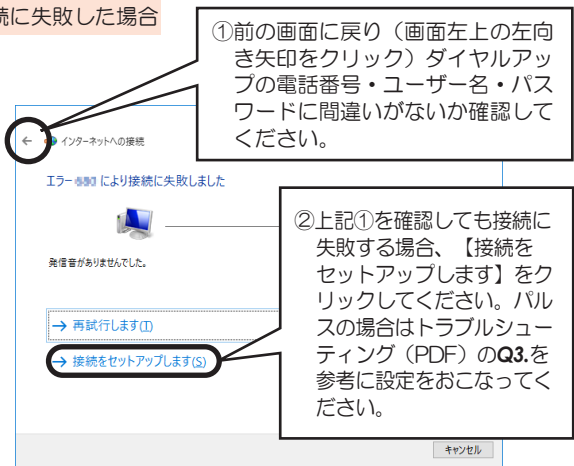 続に失敗した場合
①前の画面に戻り（画面左上の左向
き矢印をクリック）ダイヤルアッ
プの電話番号・ユーザー名・パス
ワードに間違いがないか確認して
ください。
← インターネットへの接続
エラー により接続に失敗しました
発信音がありませんでした。
②上記①を確認しても接続に
失敗する場合、【接続を
セットアップします】をク
リックしてください。パル
スの場合はトラブルシュー
ティング（PDF）のQ3.を
参考に設定をおこなってく
ださい。
→ 再試行します(T)
→ 接続をセットアップします(S)
キャンセル